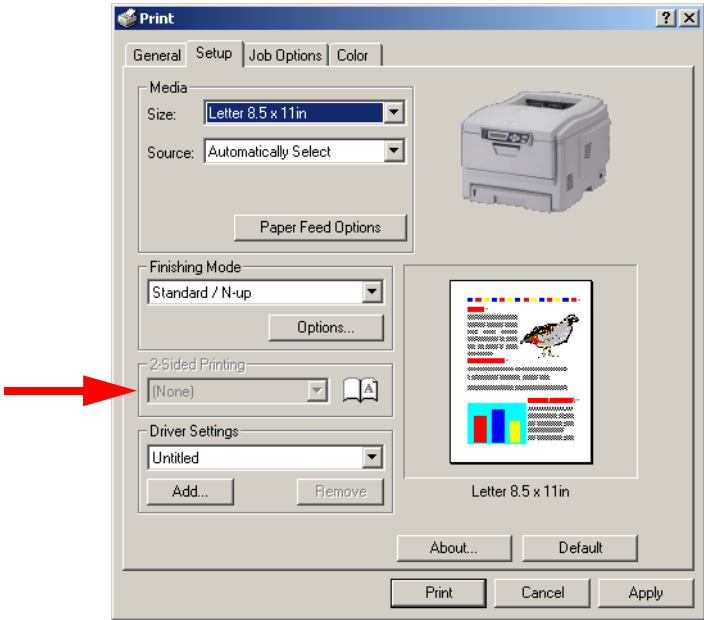 Print
General Setup Job Options Color
Media
Size: Letter 8.5 x 11in
Source: Automatically Select
Paper Feed Options
Finishing Mode
Standard / N-up
Options...
2-Sided Printing
(None)
A
Driver Settings
Untitled
Add... Remove
Letter 8.5 x 11in
About... Default
Print Cancel Apply